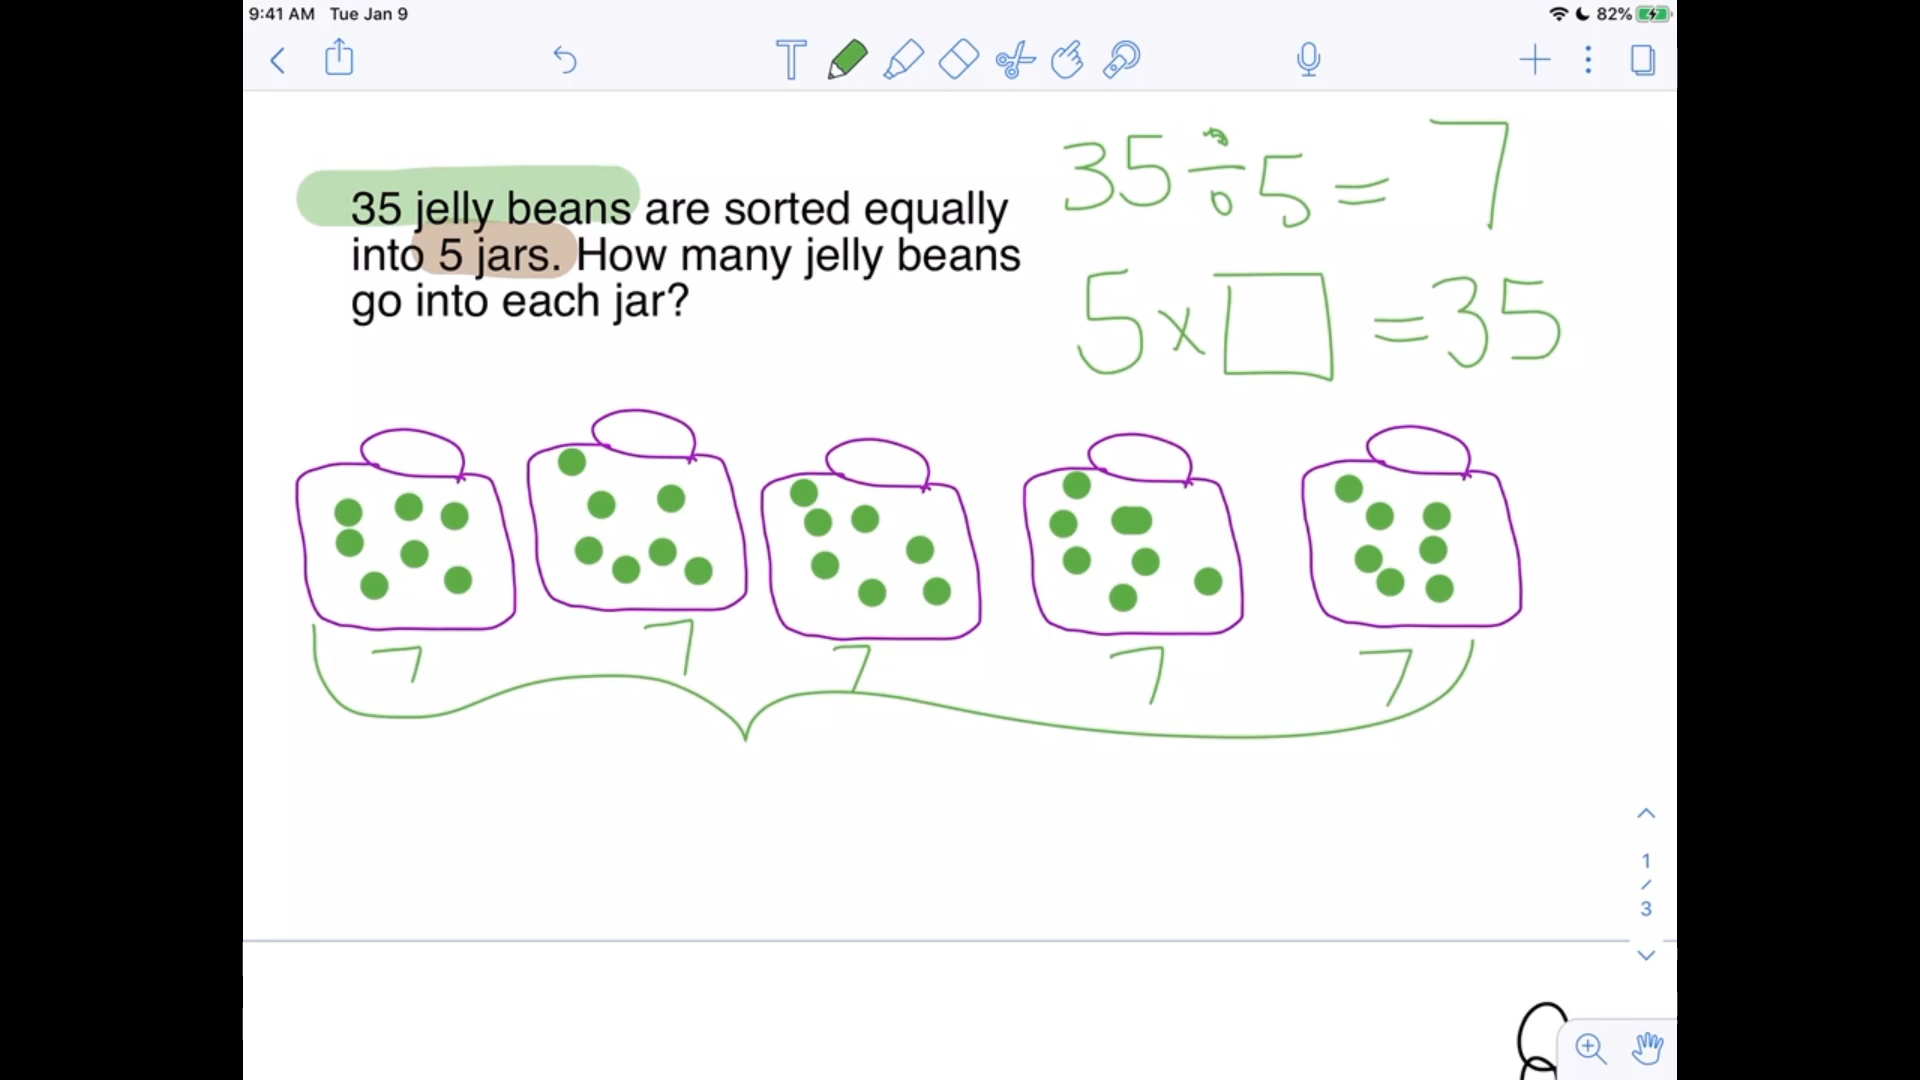 9:41 AM Tue Jan 9
82%
T
35 jelly beans are sorted equally
into 5 jars. How many jelly beans
go into each jar?
35 ÷ 5 = 7
5 x □ = 35
7 7 7 7 7
1
/
3